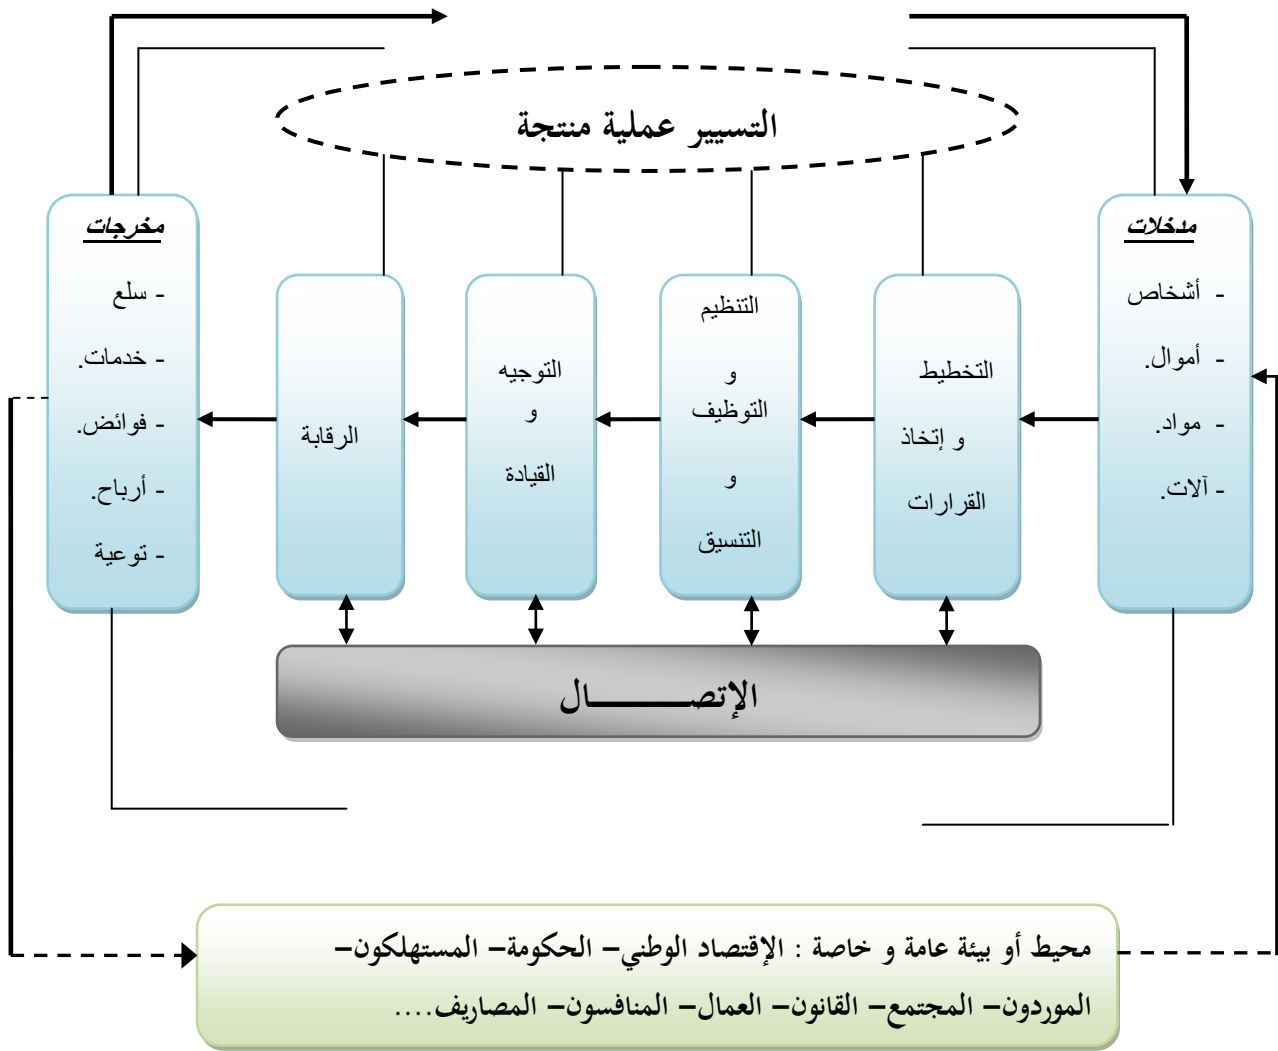 التسيير عملية منتجة
مدخلات
- أشخاص
- أموال.
- مواد.
- آلات.
التخطيط
و إتخاذ
القرارات
التنظيم
و
التوظيف
و
التنسيق
التوجيه
و
القيادة
الرقابة
مخرجات
- سلع
- خدمات.
- فوائض.
- أرباح.
- توعية
الإتصــــــــــال
محيط أو بيئة عامة و خاصة : الإقتصاد الوطني– الحكومة– المستهلكون–
الموردون– المجتمع– القانون– العمال– المنافسون– المصاريف....